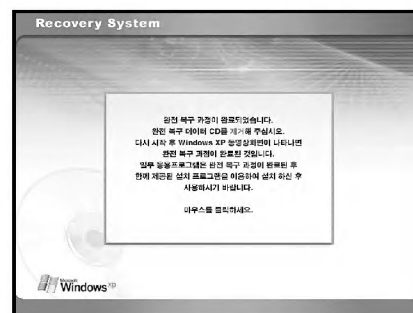 Recovery System
완전 복구 과정이 완료되었습니다.
완전 복구 데이터 CD를 제거해 주십시오.
다시 시작 후 Windows XP 동영상화면이 나타나면
완전 복구 과정이 완료된 것입니다.
일부 응용프로그램은 완전 복구 과정이 완료된 후
함께 제공된 설치 프로그램을 이용하여 설치 하신 후
사용하시기 바랍니다.
마우스를 클릭하세요.
Microsoft
Windows xp